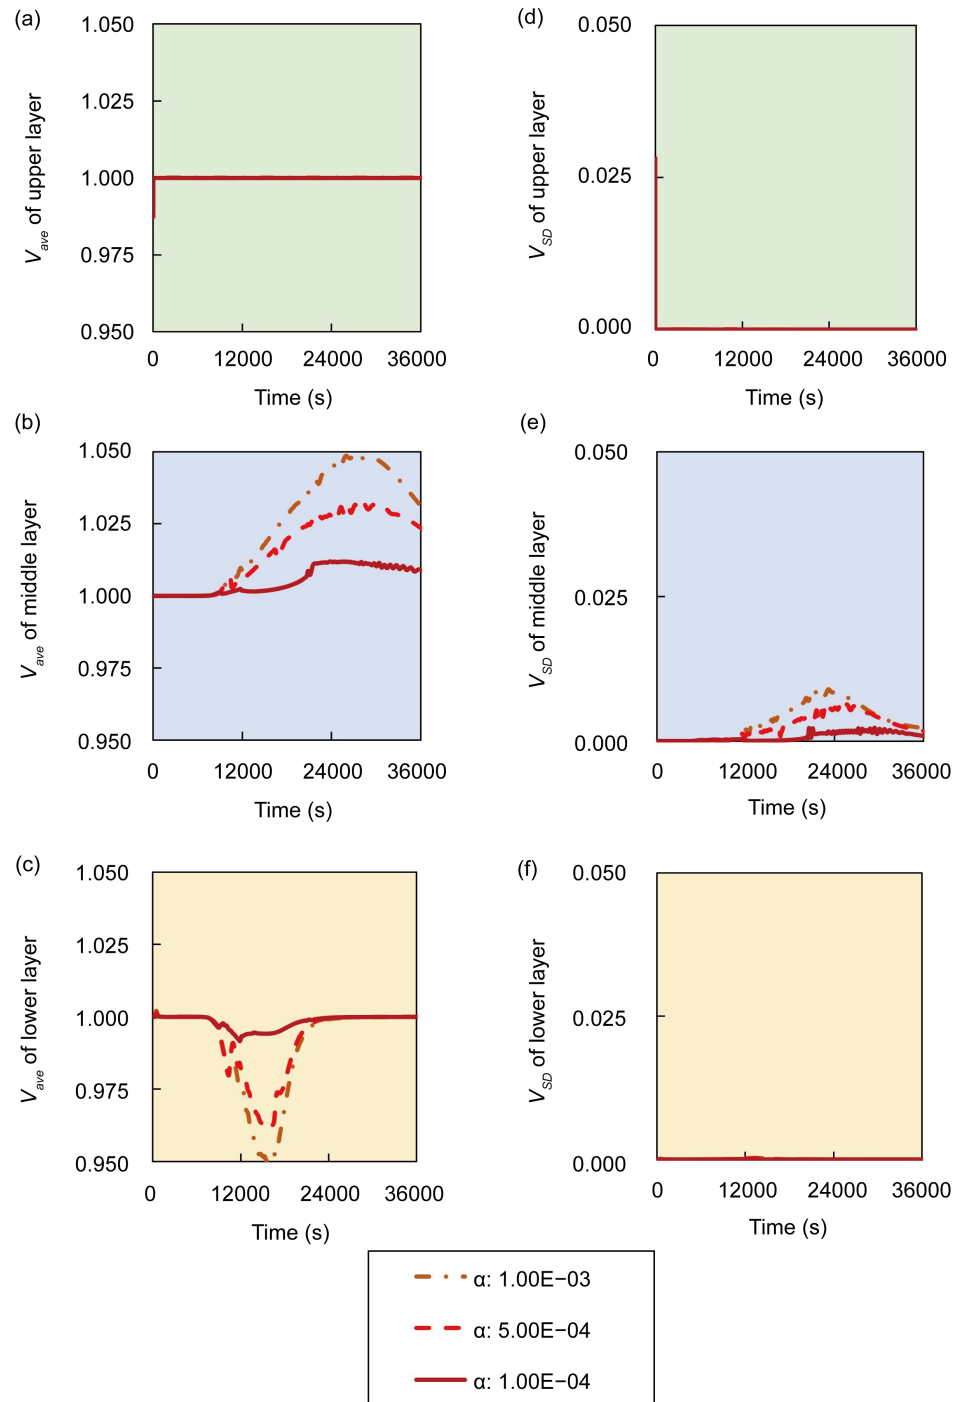 (a)
1.050
1.025
1.000
0.975
0.950
V_ave of upper layer
0 12000 24000 36000
Time (s)
(d)
0.050
0.025
0.000
V_SD of upper layer
0 12000 24000 36000
Time (s)
(b)
1.050
1.025
1.000
0.975
0.950
V_ave of middle layer
0 12000 24000 36000
Time (s)
(e)
0.050
0.025
0.000
V_SD of middle layer
0 12000 24000 36000
Time (s)
(c)
1.050
1.025
1.000
0.975
0.950
V_ave of lower layer
0 12000 24000 36000
Time (s)
(f)
0.050
0.025
0.000
V_SD of lower layer
0 12000 24000 36000
Time (s)
α: 1.00E−03
α: 5.00E−04
α: 1.00E−04